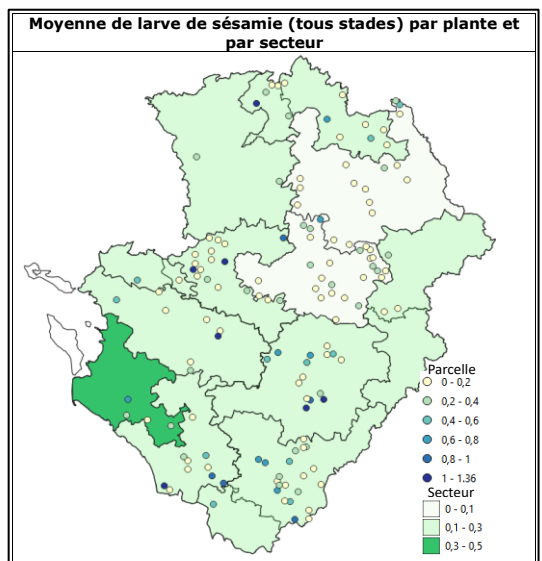 Moyenne de larve de sésamie (tous stades) par plante et
par secteur
Parcelle
0 - 0,2
0,2 - 0,4
0,4 - 0,6
0,6 - 0,8
0,8 - 1
1 - 1.36
Secteur
0 - 0,1
0,1 - 0,3
0,3 - 0,5